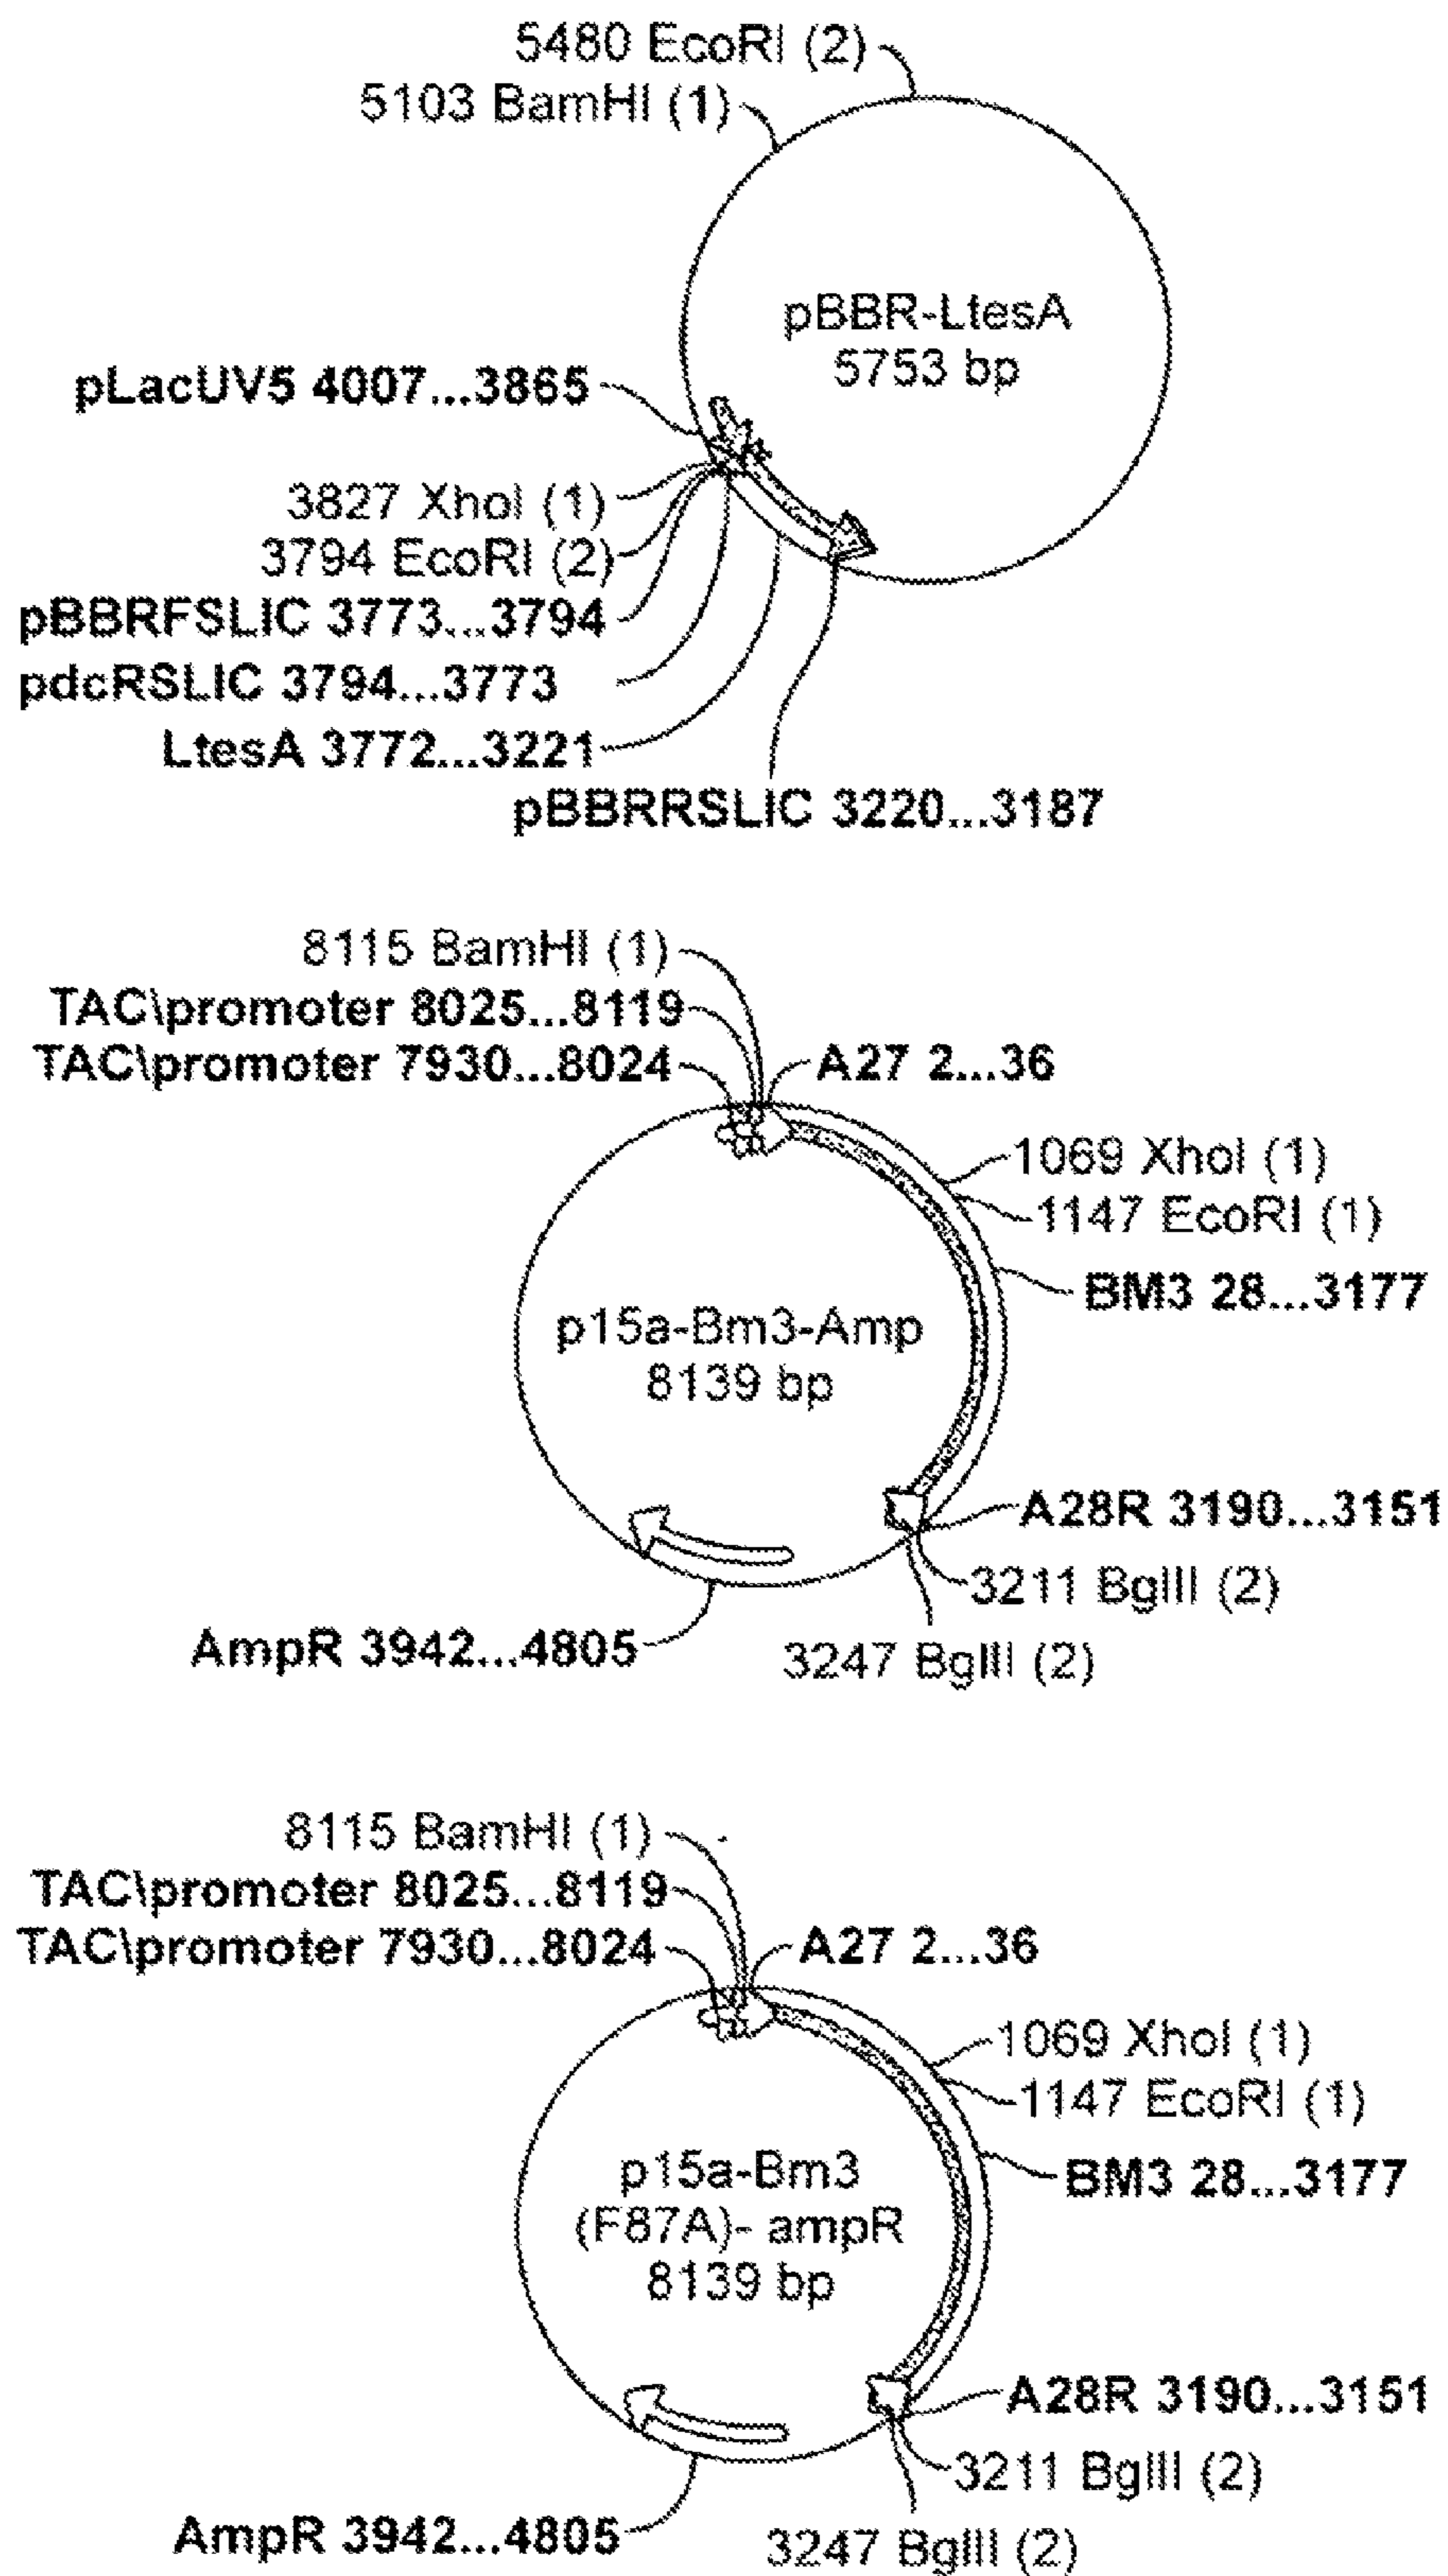 5480 EcoRI (2)
5103 BamHI (1)
pBBR-LtesA
5753 bp
pLacUV5 4007...3865
3827 XhoI (1)
3794 EcoRI (2)
pBBRFSLIC 3773...3794
pdcRSLIC 3794...3773
LtesA 3772...3221
pBBRRSLIC 3220...3187
8115 BamHI (1)
TAC\promoter 8025...8119
TAC\promoter 7930...8024
A27 2...36
1069 XhoI (1)
1147 EcoRI (1)
BM3 28...3177
p15a-Bm3-Amp
8139 bp
A28R 3190...3151
3211 BglII (2)
3247 BglII (2)
AmpR 3942...4805
8115 BamHI (1)
TAC\promoter 8025...8119
TAC\promoter 7930...8024
A27 2...36
1069 XhoI (1)
1147 EcoRI (1)
BM3 28...3177
p15a-Bm3
(F87A)- ampR
8139 bp
A28R 3190...3151
3211 BglII (2)
3247 BglII (2)
AmpR 3942...4805